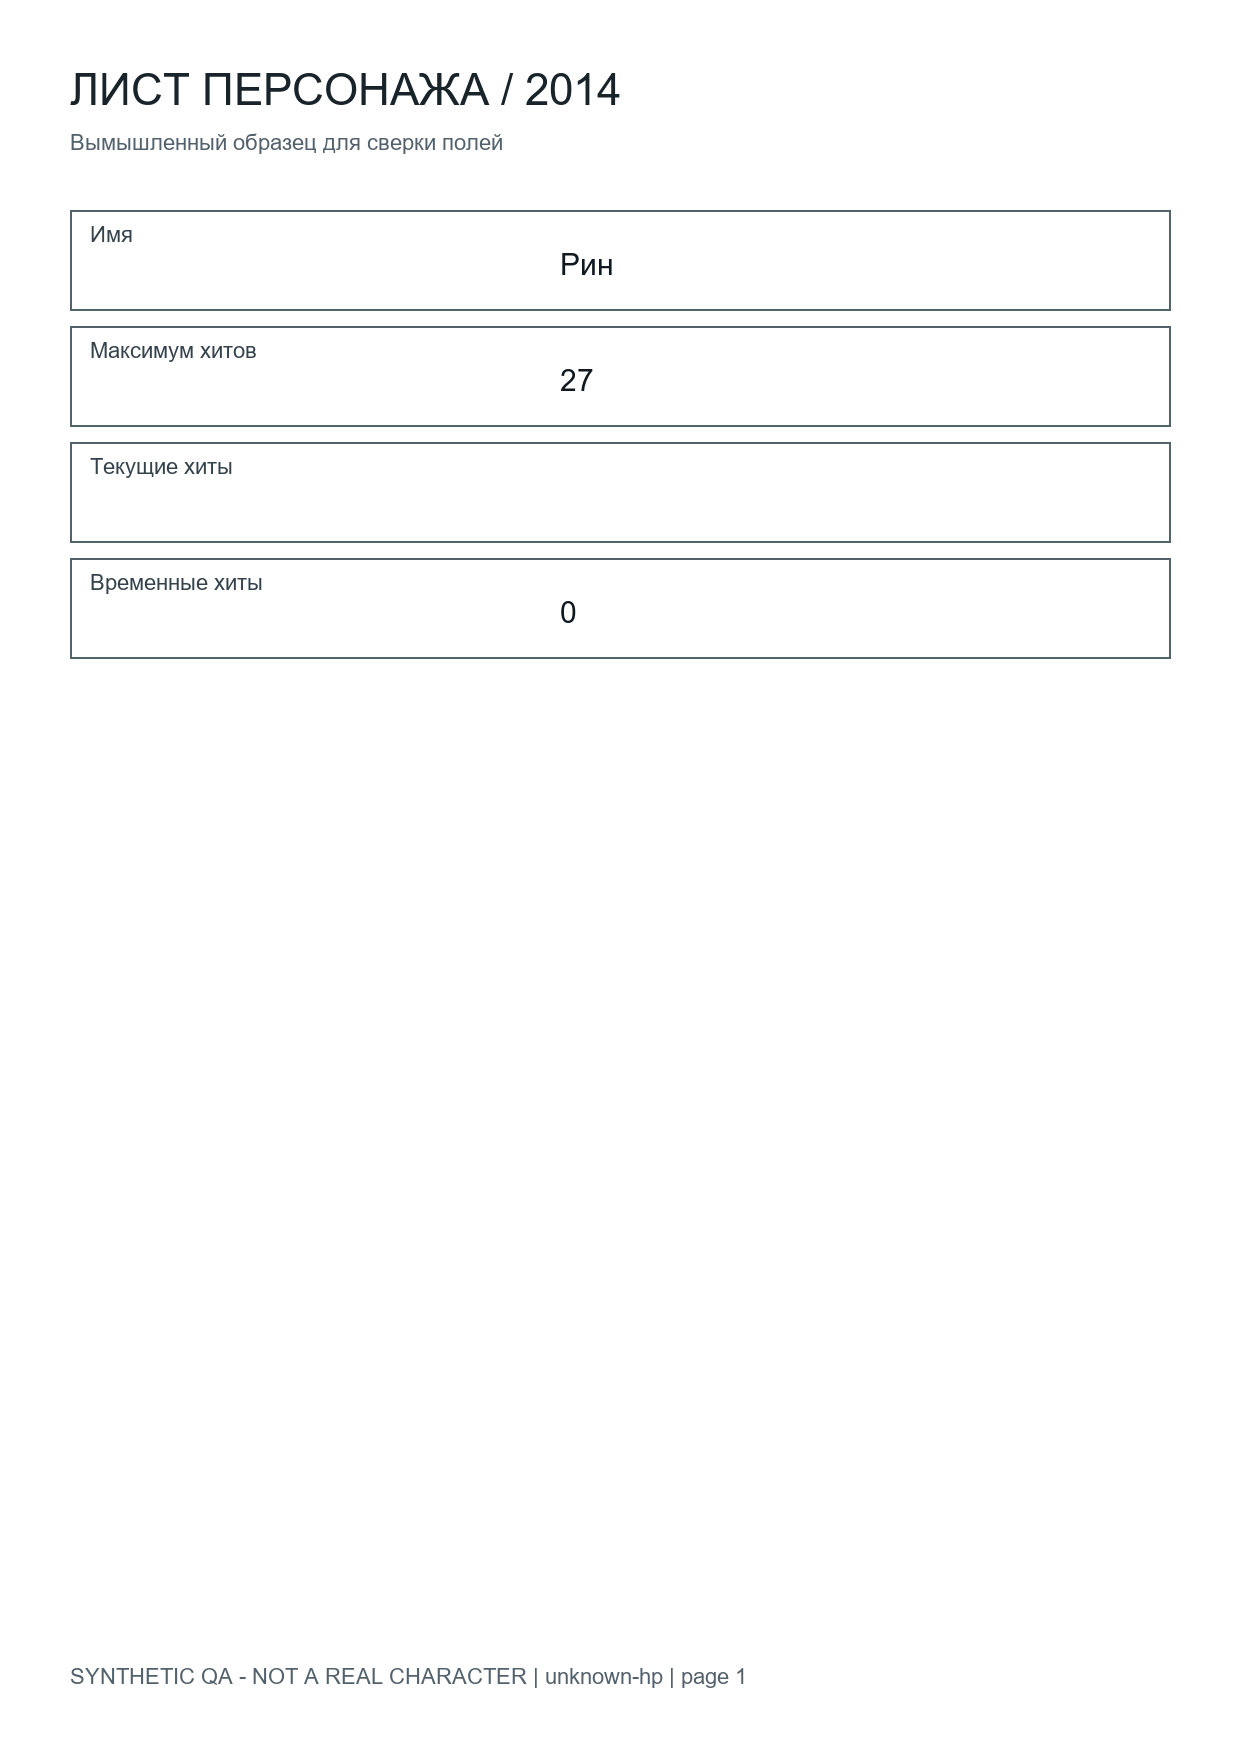 ЛИСТ ПЕРСОНАЖА / 2014
Вымышленный образец для сверки полей
Имя
Рин
Максимум хитов
27
Текущие хиты
Временные хиты
0
SYNTHETIC QA - NOT A REAL CHARACTER | unknown-hp | page 1